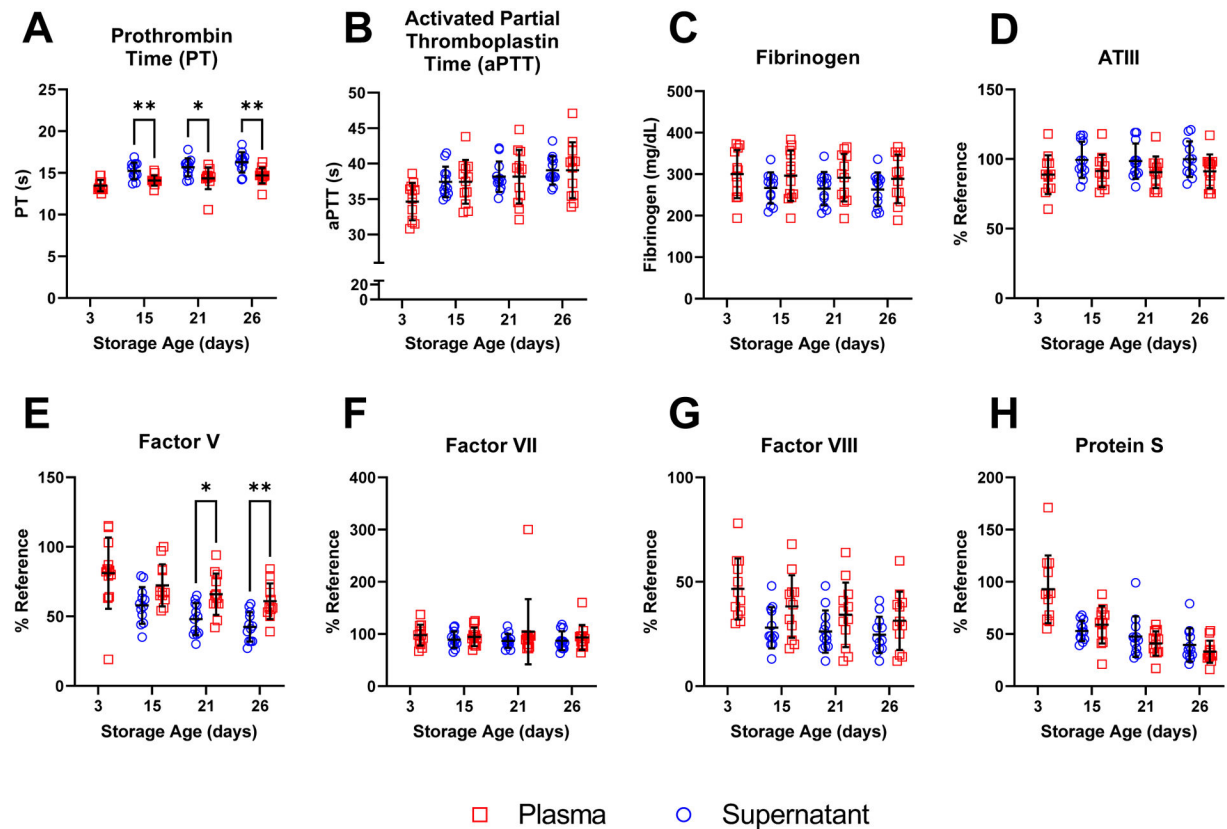 A
Prothrombin
Time (PT)
PT (s)
25
20
15
10
5
0
** * **
3 15 21 26
Storage Age (days)
B
Activated Partial
Thromboplastin
Time (aPTT)
aPTT (s)
50
45
40
35
30
20
0
3 15 21 26
Storage Age (days)
C
Fibrinogen
Fibrinogen (mg/dL)
500
400
300
200
100
0
3 15 21 26
Storage Age (days)
D
ATIII
% Reference
150
100
50
0
3 15 21 26
Storage Age (days)
E
Factor V
% Reference
150
100
50
0
* **
3 15 21 26
Storage Age (days)
F
Factor VII
% Reference
400
300
200
100
0
3 15 21 26
Storage Age (days)
G
Factor VIII
% Reference
100
50
0
3 15 21 26
Storage Age (days)
H
Protein S
% Reference
200
150
100
50
0
3 15 21 26
Storage Age (days)
Plasma Supernatant